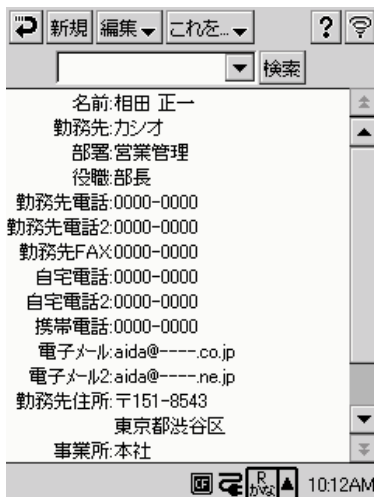 新規 編集 これを... ?
検索
名前:相田 正一
勤務先:カシオ
部署:営業管理
役職:部長
勤務先電話:0000-0000
勤務先電話2:0000-0000
勤務先FAX:0000-0000
自宅電話:0000-0000
自宅電話2:0000-0000
携帯電話:0000-0000
電子メール:aida@----.co.jp
電子メール2:aida@----.ne.jp
勤務先住所:〒151-8543
東京都渋谷区
事業所:本社
R かな 10:12AM